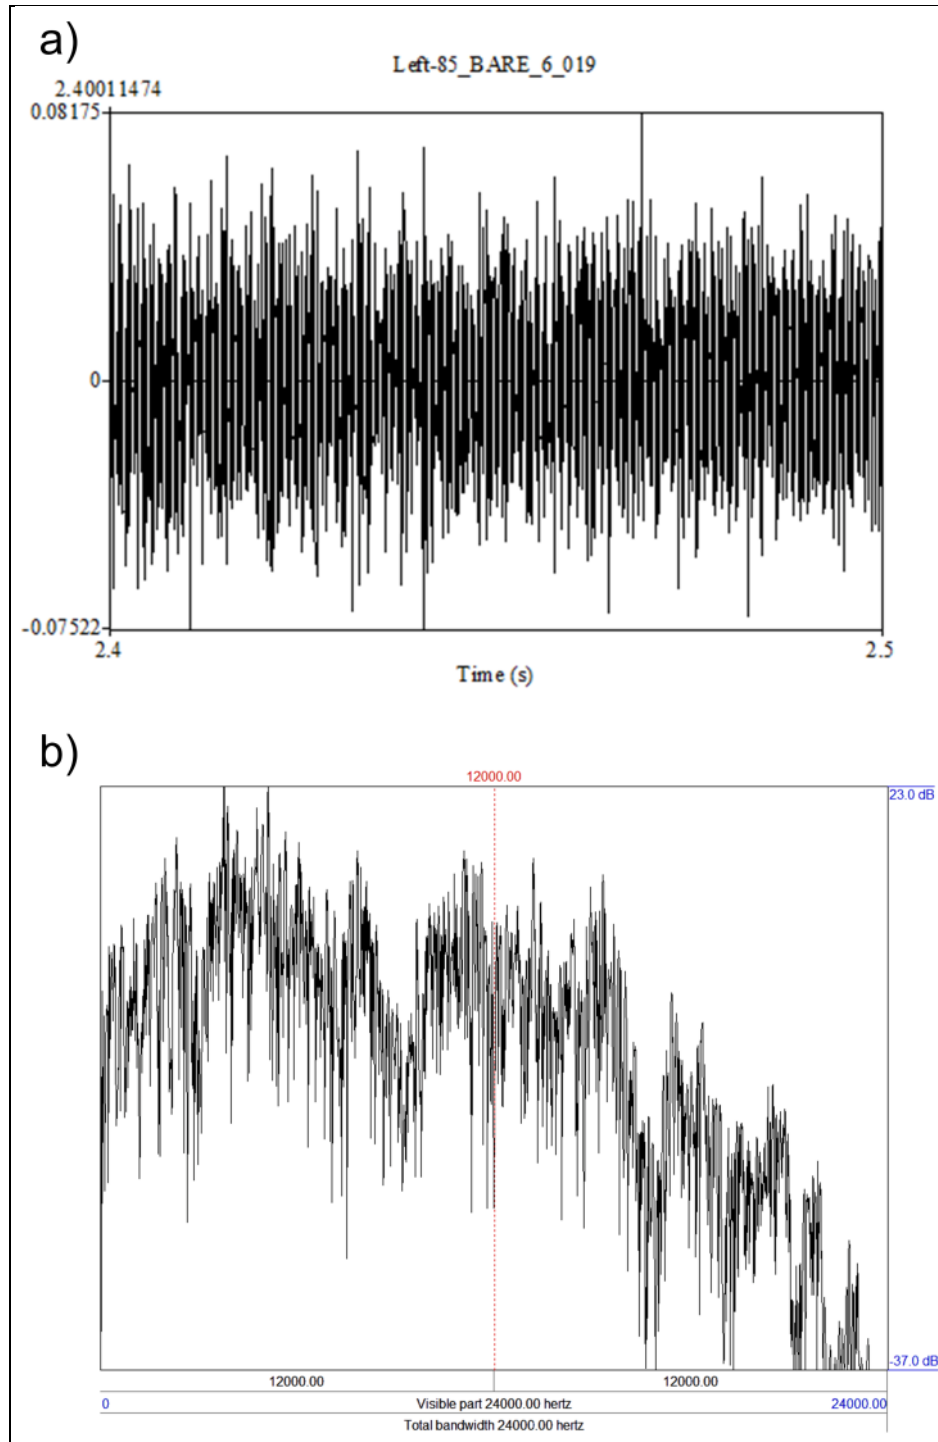 a)
Left-85_BARE_6_019
2.40011474
0.08175
0
-0.07522
2.4 2.5
Time (s)
b)
12000.00
23.0 dB
-37.0 dB
12000.00 12000.00
0 Visible part 24000.00 hertz 24000.00
Total bandwidth 24000.00 hertz